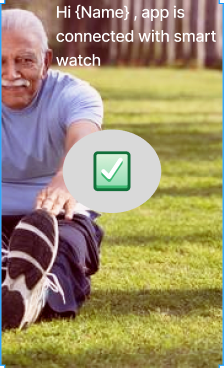 Hi {Name} , app is
connected with smart
watch